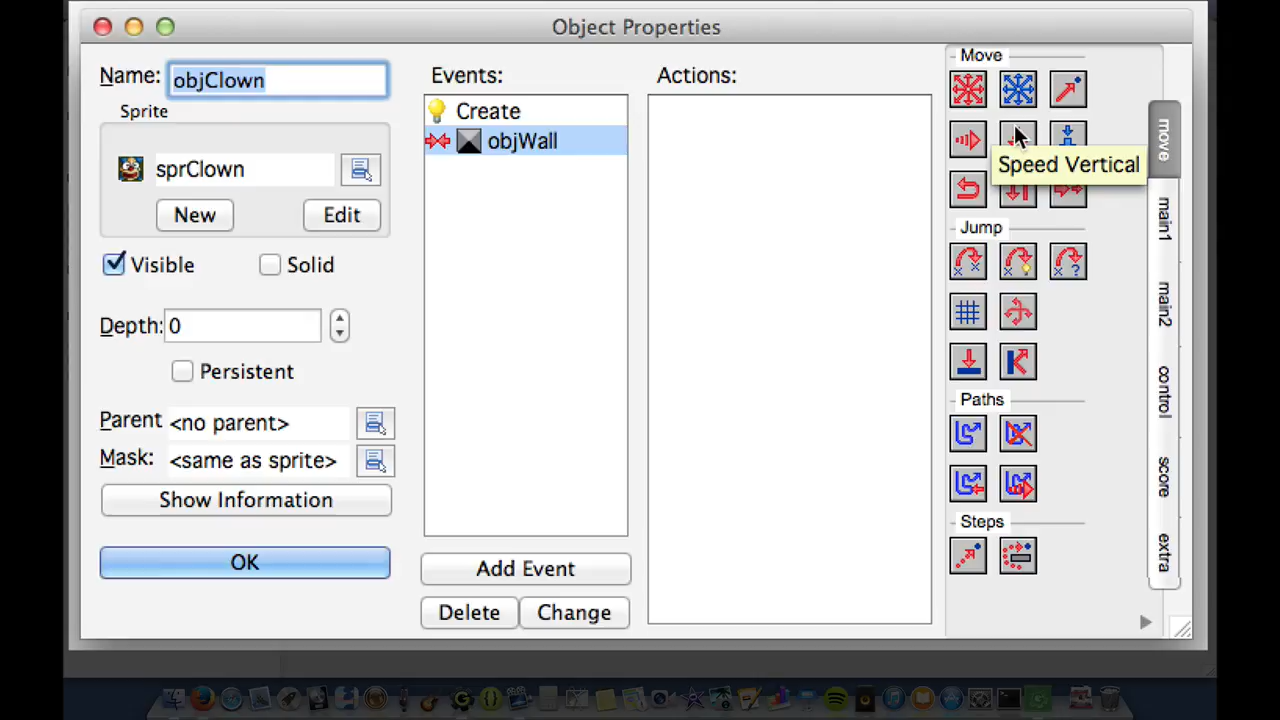 Object Properties
Name: objClown
Sprite
sprClown
New Edit
Visible Solid
Depth: 0
Persistent
Parent <no parent>
Mask: <same as sprite>
Show Information
OK
Events:
Create
objWall
Add Event
Delete Change
Actions:
Move
Speed Vertical
Jump
Paths
Steps
move
main1
main2
control
score
extra